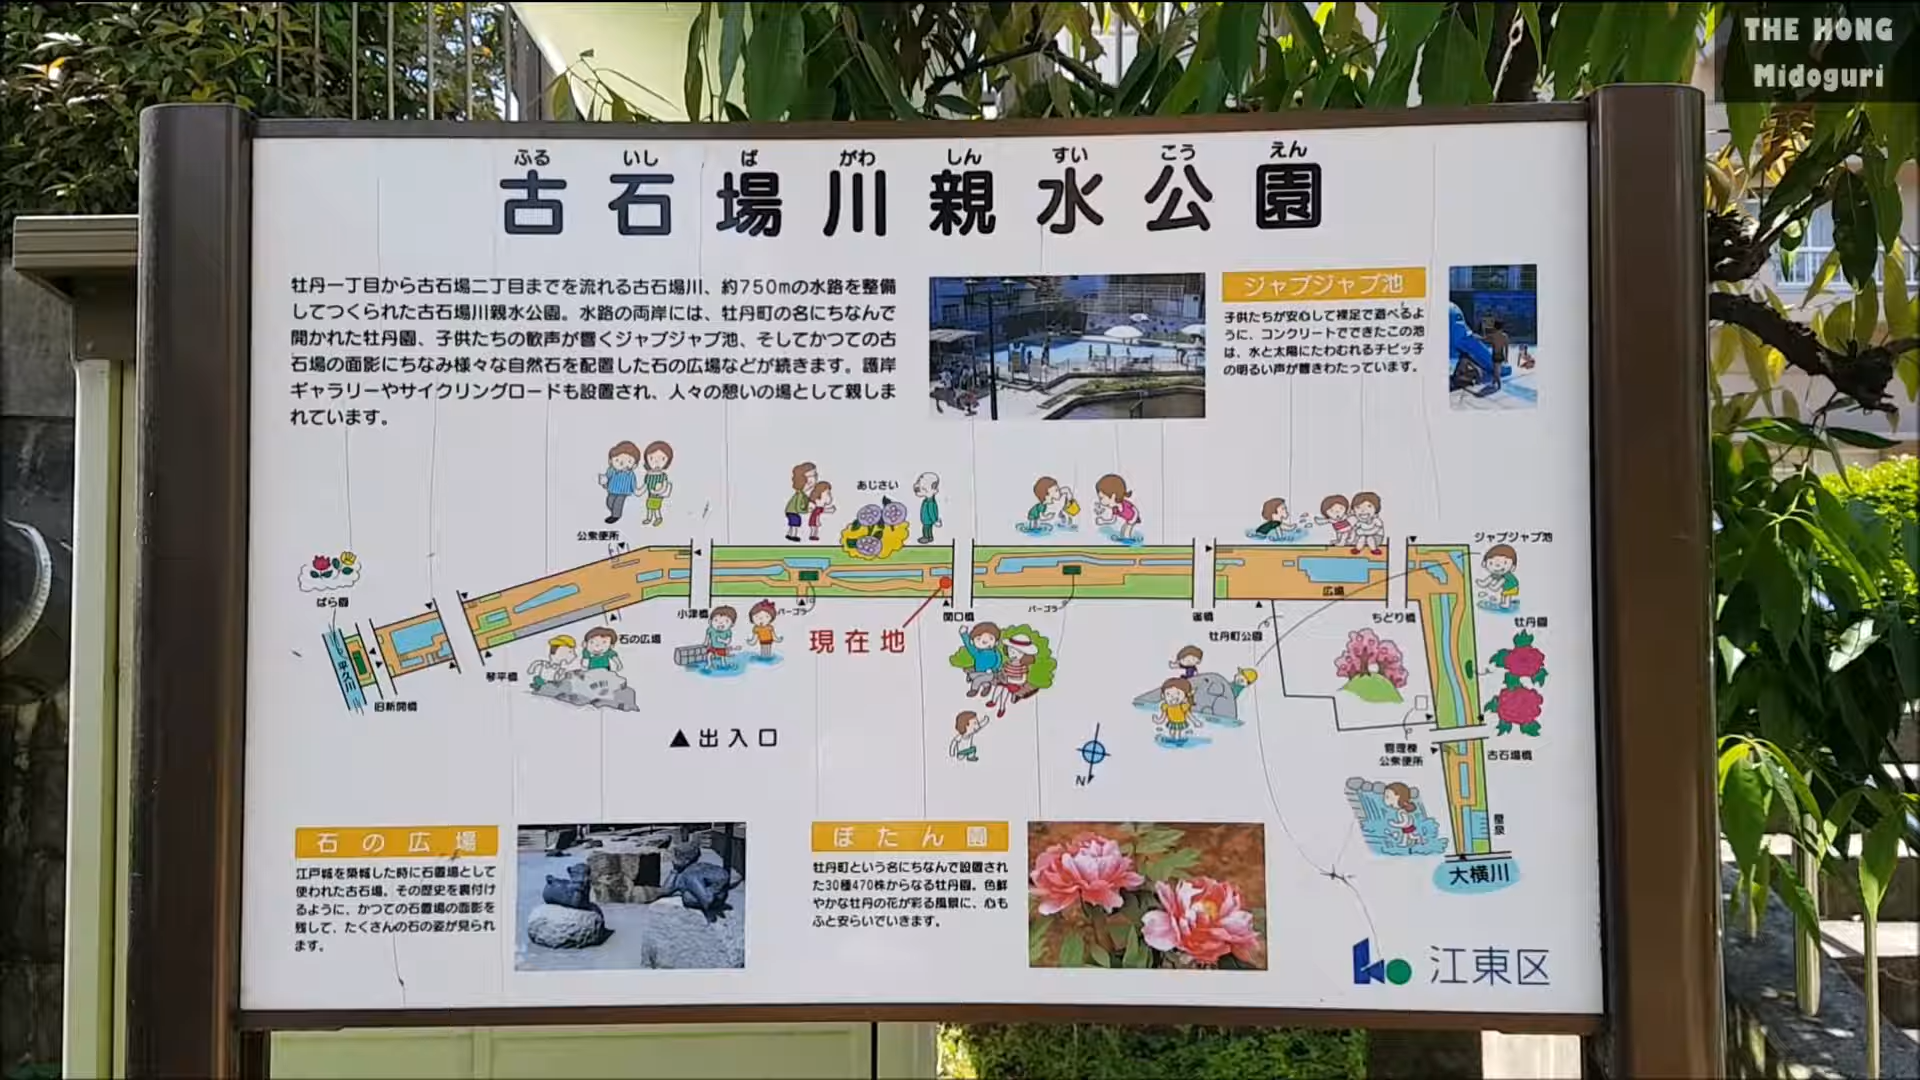 THE HONG
Midoguri
ふる いし ば がわ しん すい こう えん
古石場川親水公園
牡丹一丁目から古石場二丁目までを流れる古石場川、約750mの水路を整備
してつくられた古石場川親水公園。水路の両岸には、牡丹町の名にちなんで
開かれた牡丹園、子供たちの歓声が響くジャブジャブ池、そしてかつての古
石場の面影にちなみ様々な自然石を配置した石の広場などが続きます。護岸
ギャラリーやサイクリングロードも設置され、人々の憩いの場として親しま
れています。
ジャブジャブ池
子供たちが安心して裸足で遊べるよ
うに、コンクリートでできたこの池
は、水と太陽にたわむれるチビッ子
の明るい声が響きわたっています。
あじさい
公衆便所
ジャブジャブ池
ばら園
小津橋
パーゴラ
関口橋
パーゴラ
雀橋
広場
ちどり橋
牡丹園
石の広場
現在地
牡丹町公園
平久川
琴平橋
旧新開橋
▲出入口
N
管理棟
公衆便所
古石場橋
壁泉
大横川
石の広場
江戸城を築城した時に石置場として
使われた古石場。その歴史を裏付け
るように、かつての石置場の面影を
残して、たくさんの石の姿が見られ
ます。
ぼたん園
牡丹町という名にちなんで設置され
た30種470株からなる牡丹園。色鮮
やかな牡丹の花が彩る風景に、心も
ふと安らいでいきます。
江東区